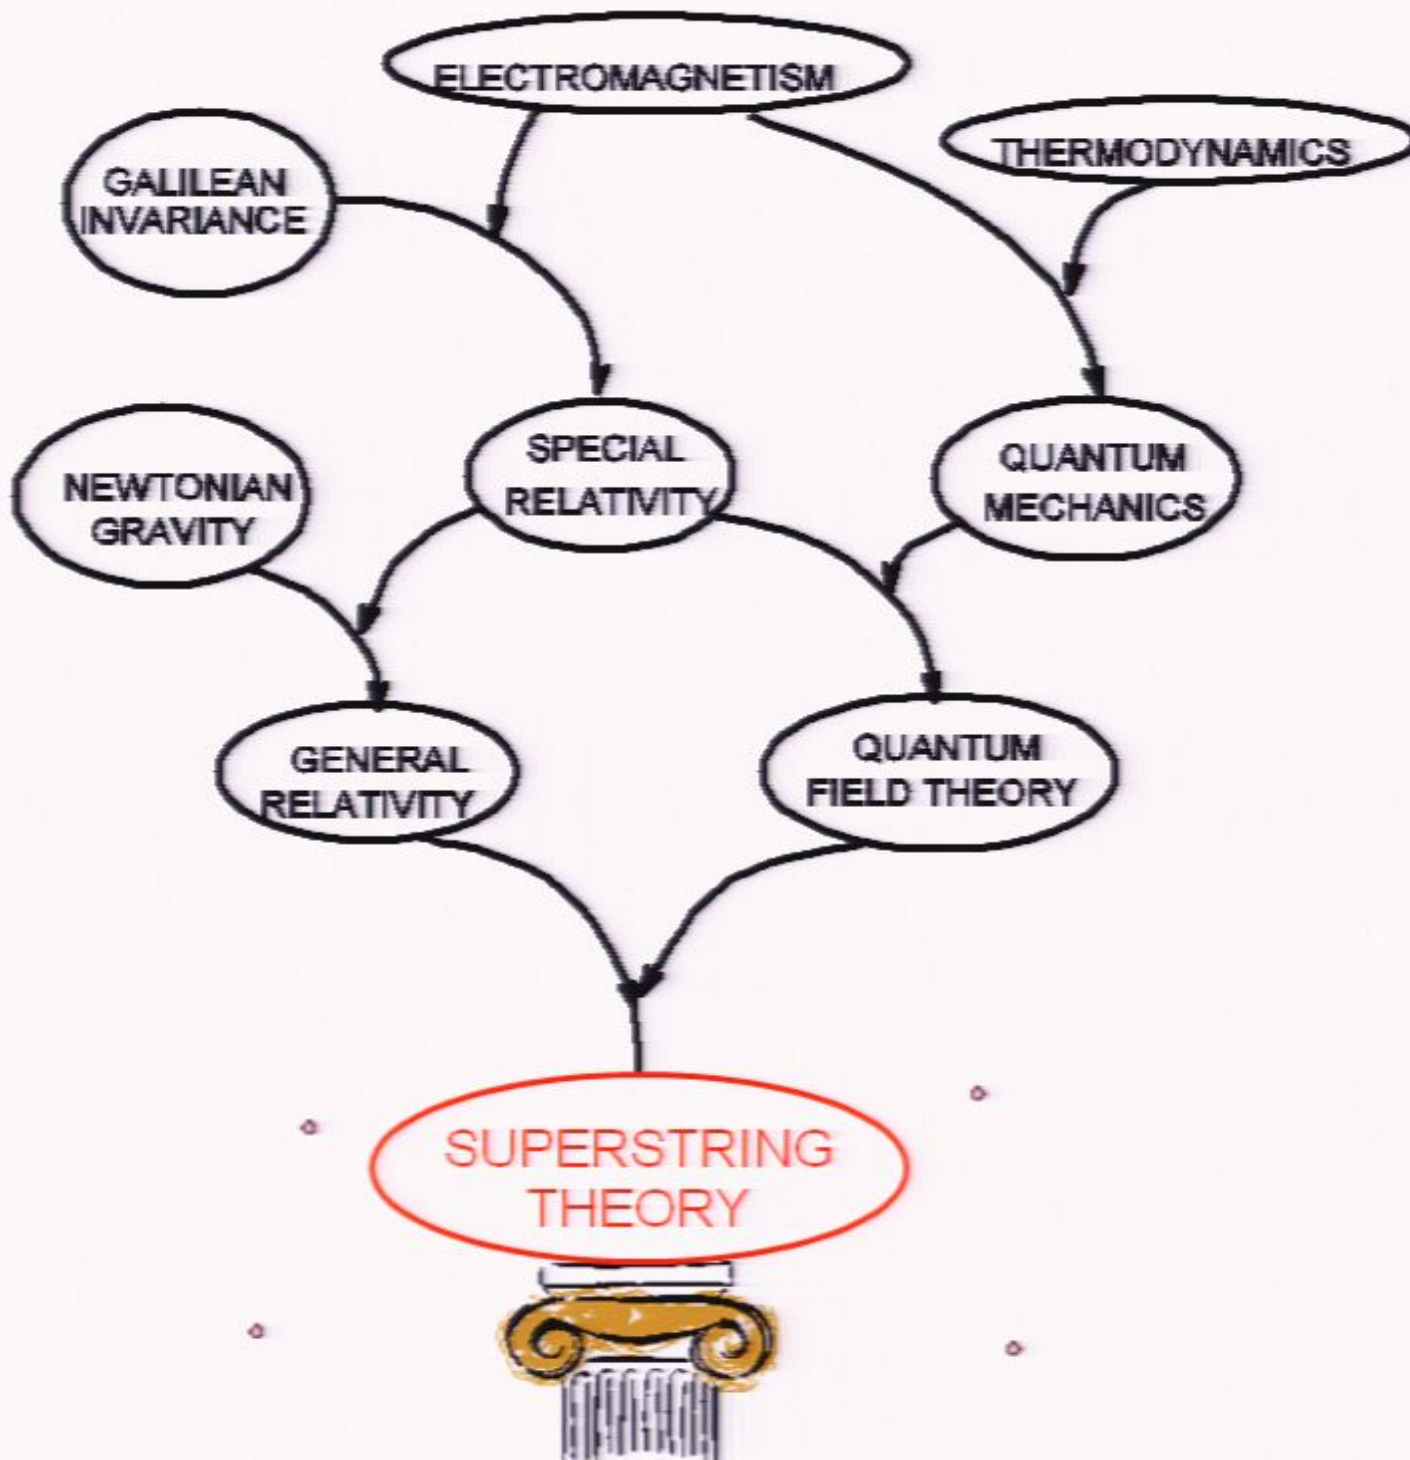 ELECTROMAGNETISM
THERMODYNAMICS
GALILEAN
INVARIANCE
NEWTONIAN
GRAVITY
SPECIAL
RELATIVITY
QUANTUM
MECHANICS
GENERAL
RELATIVITY
QUANTUM
FIELD THEORY
SUPERSTRING
THEORY